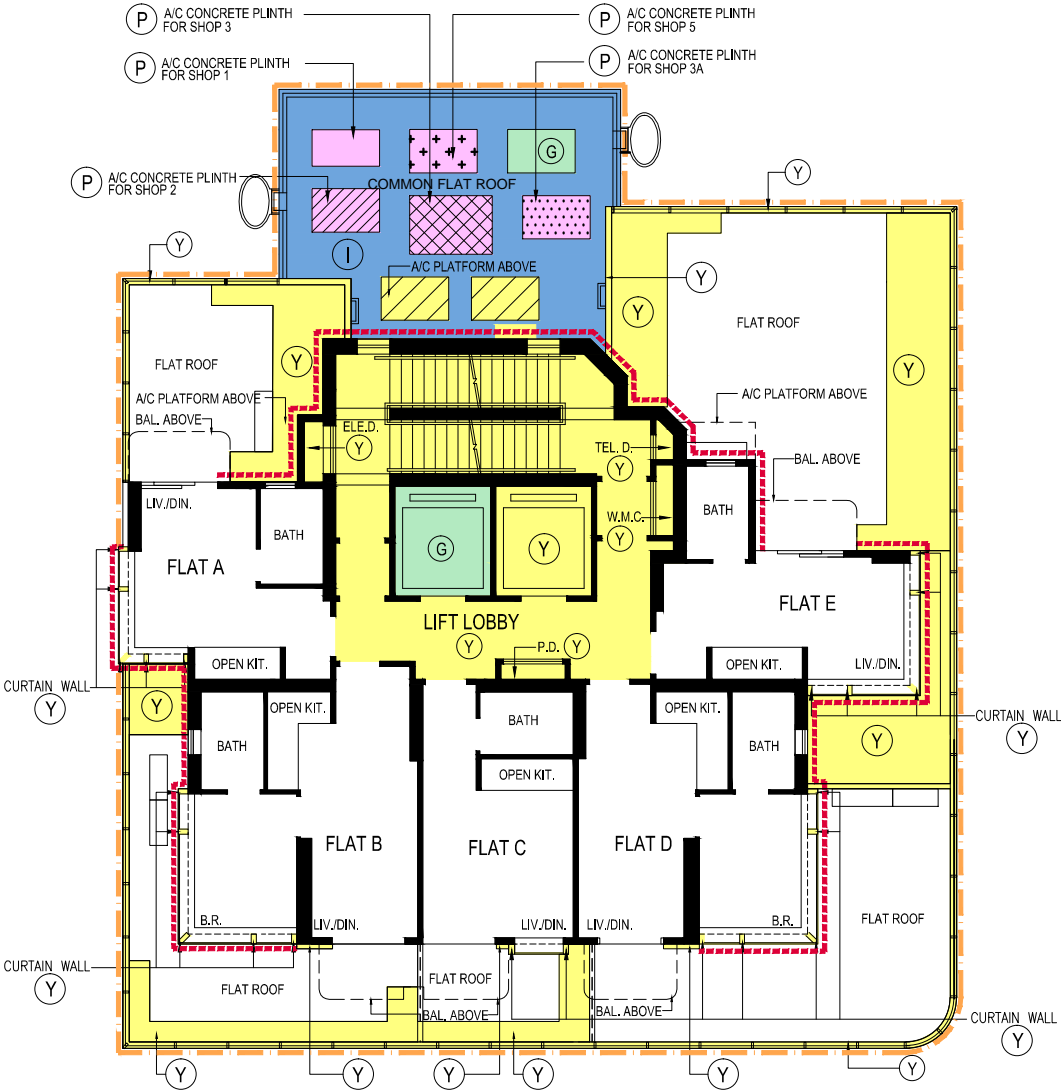 P
A/C CONCRETE PLINTH
FOR SHOP 3
P
A/C CONCRETE PLINTH
FOR SHOP 5
P
A/C CONCRETE PLINTH
FOR SHOP 1
P
A/C CONCRETE PLINTH
FOR SHOP 3A
G
P
A/C CONCRETE PLINTH
FOR SHOP 2
COMMON FLAT ROOF
Y
Y
I
A/C PLATFORM ABOVE
Y
Y
FLAT ROOF
FLAT ROOF
Y
Y
A/C PLATFORM ABOVE
A/C PLATFORM ABOVE
BAL. ABOVE
ELE.D.
Y
TEL. D.
Y
BAL. ABOVE
LIV./DIN.
BATH
BATH
W.M.C.
Y
G
Y
FLAT A
FLAT E
LIFT LOBBY
Y
P.D.
Y
OPEN KIT.
OPEN KIT.
LIV./DIN.
CURTAIN WALL
Y
Y
OPEN KIT.
OPEN KIT.
CURTAIN WALL
Y
BATH
BATH
BATH
Y
OPEN KIT.
FLAT B
FLAT C
FLAT D
B.R.
LIV./DIN.
LIV./DIN.
LIV./DIN.
B.R.
FLAT ROOF
CURTAIN WALL
Y
FLAT ROOF
FLAT ROOF
BAL. ABOVE
BAL. ABOVE
CURTAIN WALL
Y
Y
Y
Y
Y
Y
Y